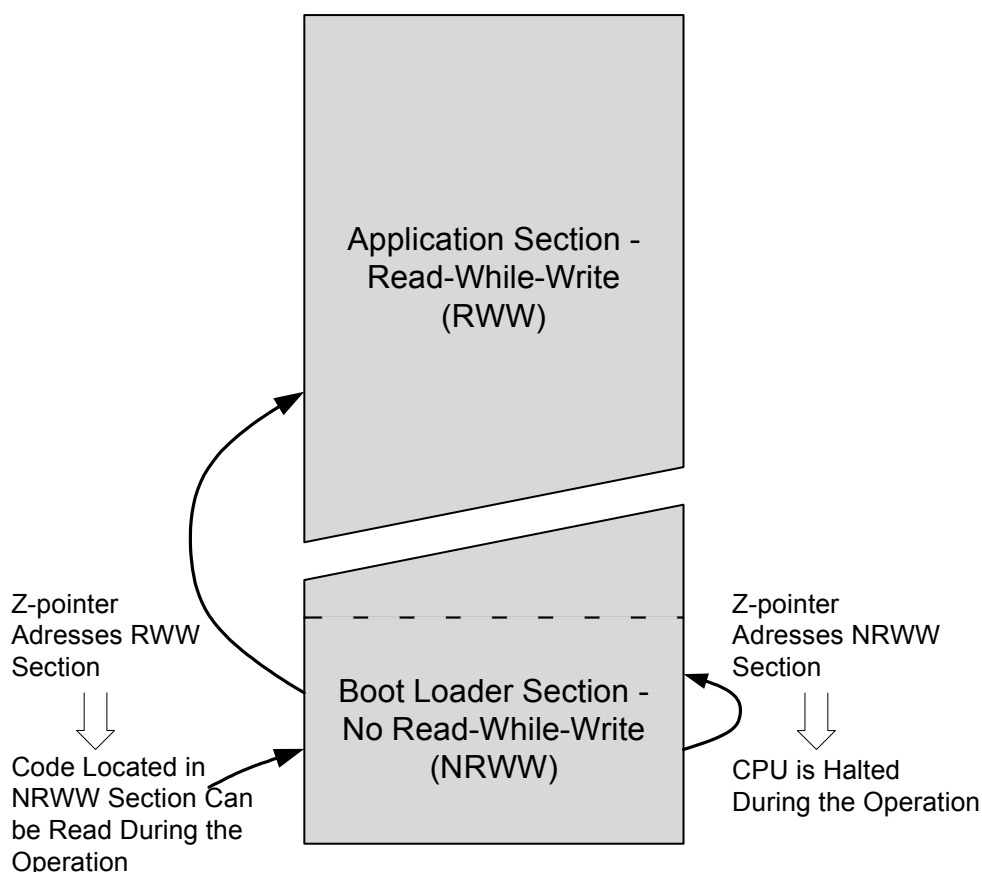 Application Section -
Read-While-Write
(RWW)
Z-pointer
Adresses RWW
Section
Code Located in
NRWW Section Can
be Read During the
Operation
Boot Loader Section -
No Read-While-Write
(NRWW)
Z-pointer
Adresses NRWW
Section
CPU is Halted
During the Operation